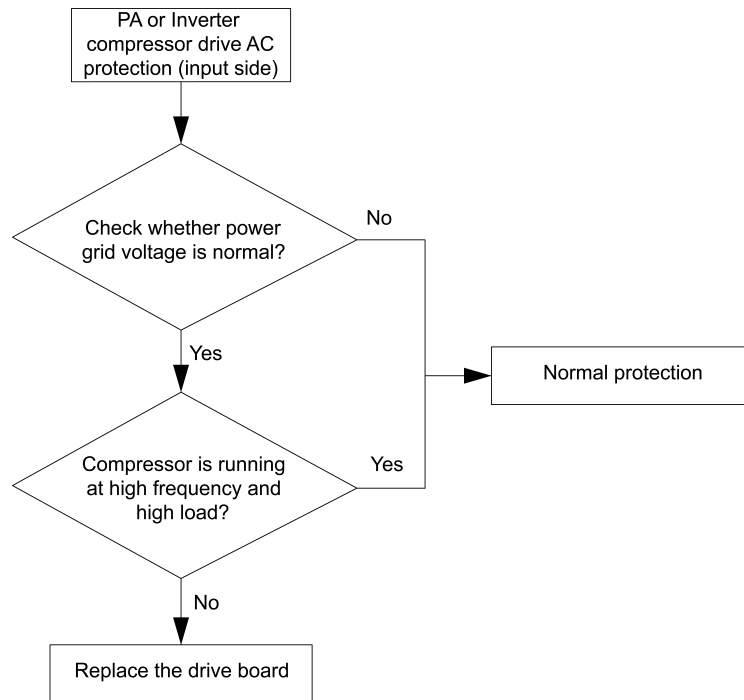 PA or Inverter
compressor drive AC
protection (input side)
Check whether power
grid voltage is normal?
No
Yes
Normal protection
Compressor is running
at high frequency and
high load?
Yes
No
Replace the drive board